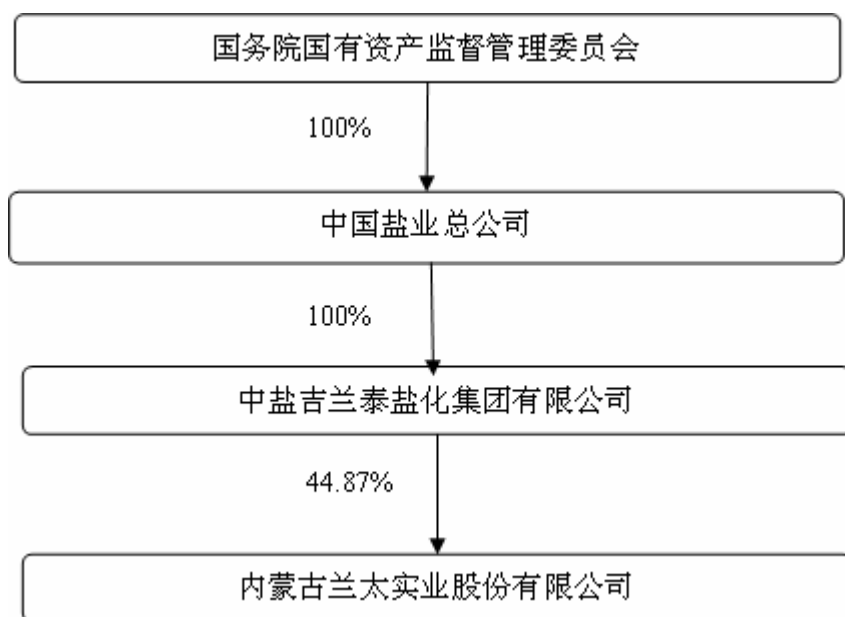 国务院国有资产监督管理委员会
100%
中国盐业总公司
100%
中盐吉兰泰盐化集团有限公司
44.87%
内蒙古兰太实业股份有限公司